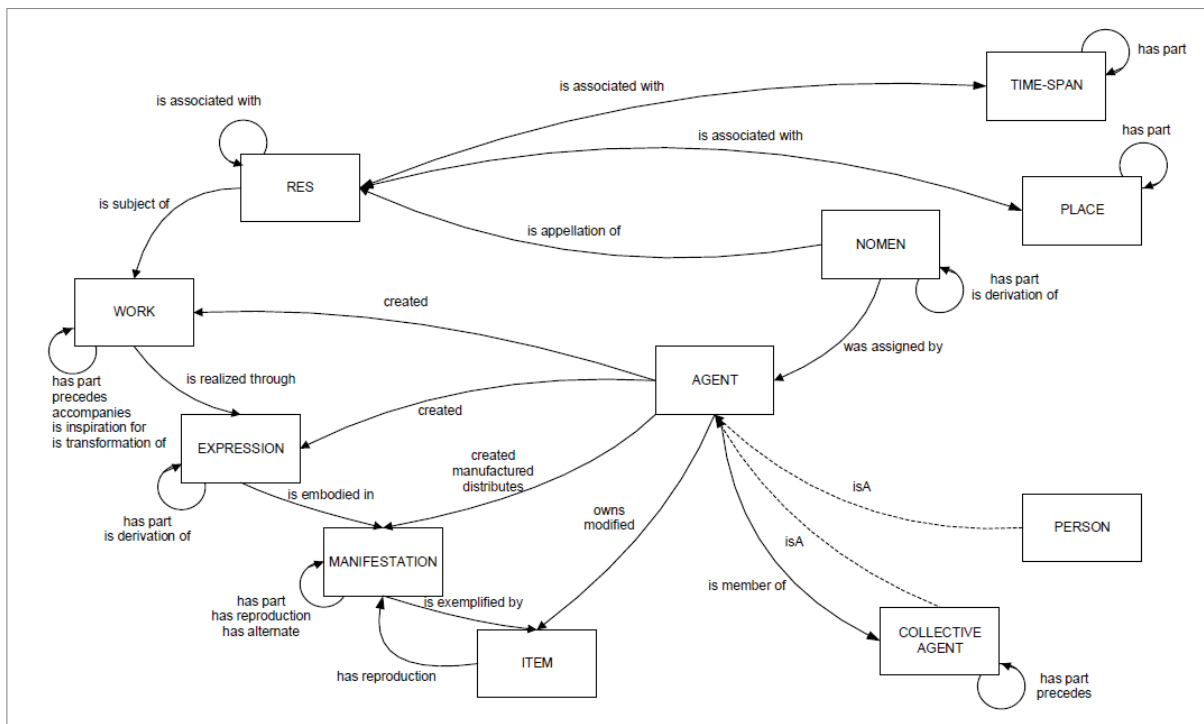 has part
TIME-SPAN
is associated with
is associated with
is associated with
has part
RES
PLACE
is subject of
is appellation of
NOMEN
has part
is derivation of
WORK
created
was assigned by
AGENT
has part
precedes
accompanies
is inspiration for
is transformation of
is realized through
created
EXPRESSION
created
manufactured
distributes
is embodied in
has part
is derivation of
owns
modified
isA
PERSON
MANIFESTATION
isA
is member of
has part
has reproduction
has alternate
is exemplified by
COLLECTIVE
AGENT
ITEM
has reproduction
has part
precedes